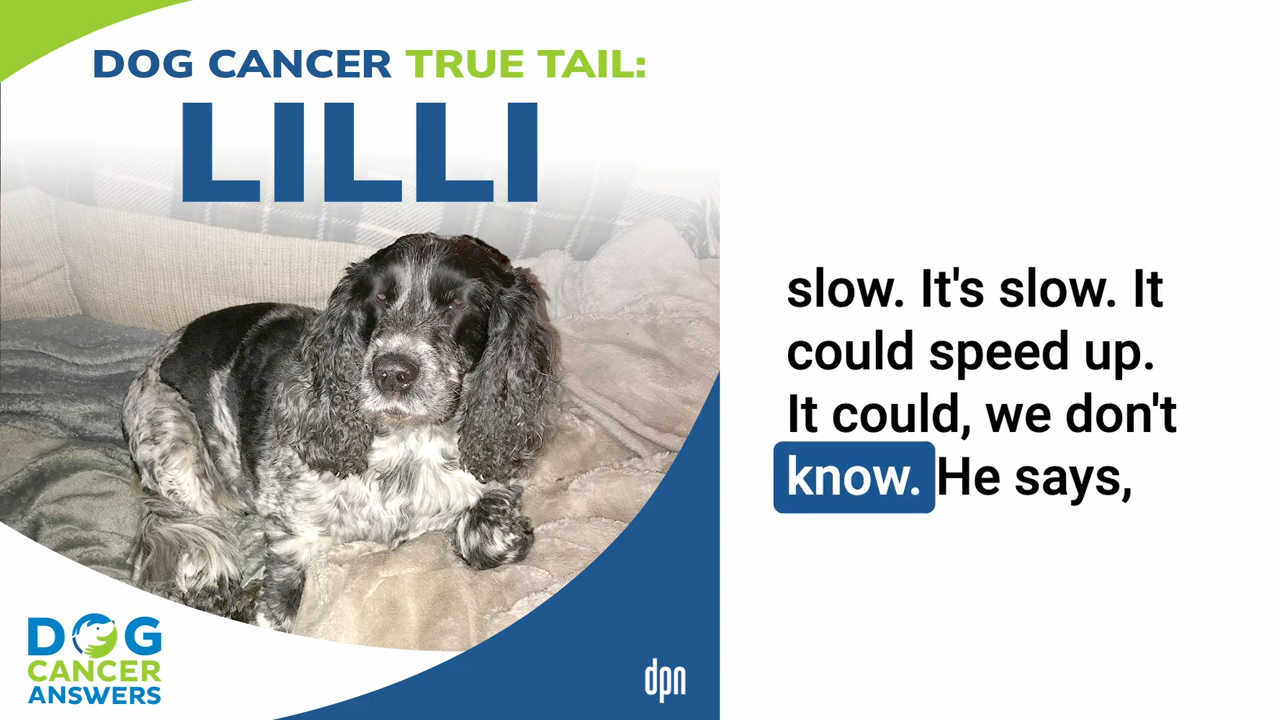 DOG CANCER TRUE TAIL:
LILLI
slow. It's slow. It
could speed up.
It could, we don't
know. He says,
DOG
CANCER
ANSWERS
dpn